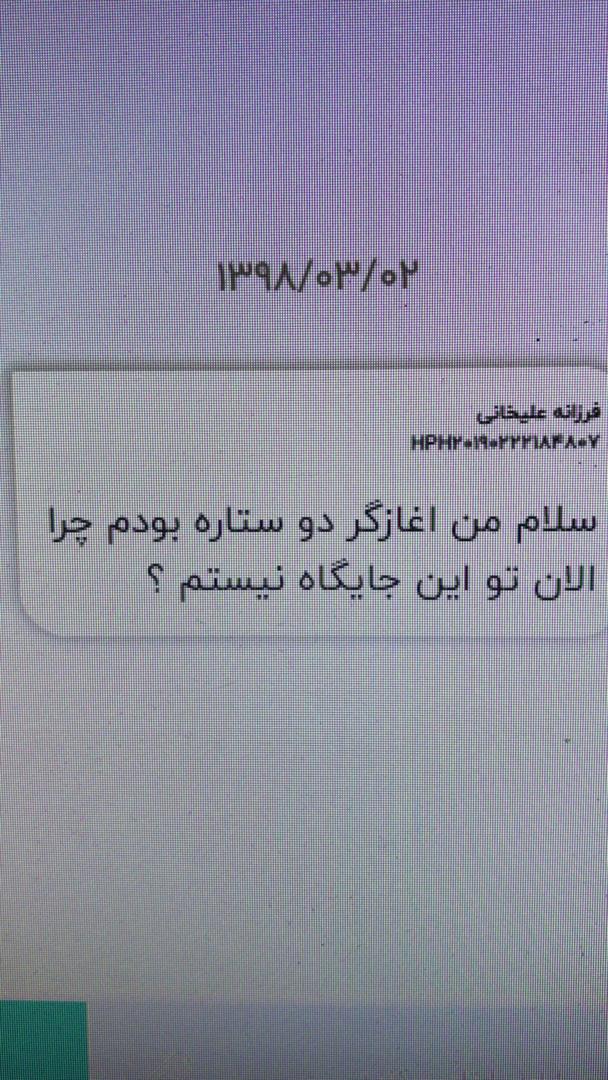 ۱۳۹۸/۰۳/۰۲
فرزانه علیخانی
HPH۲۰۱۹۰۲۲۲۱۸۴۸۰۷
سلام من اغازگر دو ستاره بودم چرا
الان تو این جایگاه نیستم ؟